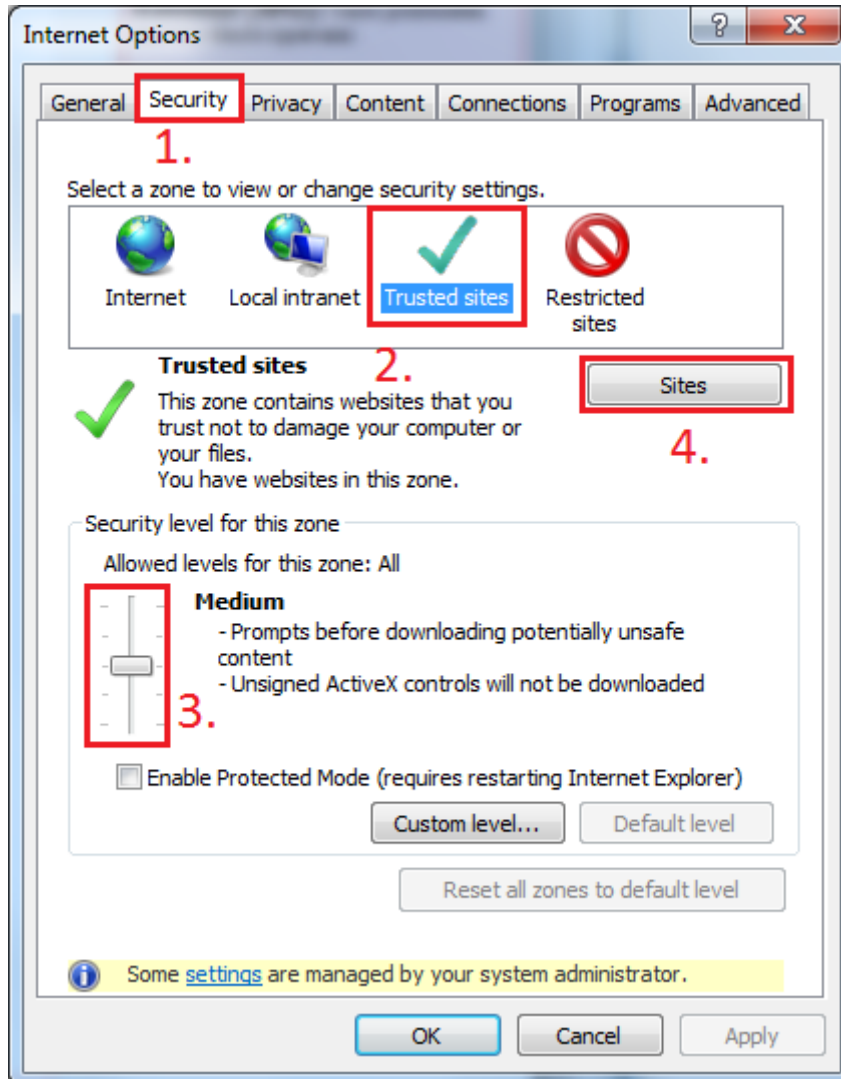 Internet Options
General Security Privacy Content Connections Programs Advanced
1.
Select a zone to view or change security settings.
Internet Local intranet Trusted sites Restricted
sites
2.
Trusted sites
Sites
This zone contains websites that you
trust not to damage your computer or
your files.
You have websites in this zone.
4.
Security level for this zone
Allowed levels for this zone: All
Medium
- Prompts before downloading potentially unsafe
content
- Unsigned ActiveX controls will not be downloaded
3.
Enable Protected Mode (requires restarting Internet Explorer)
Custom level... Default level
Reset all zones to default level
Some settings are managed by your system administrator.
OK Cancel Apply